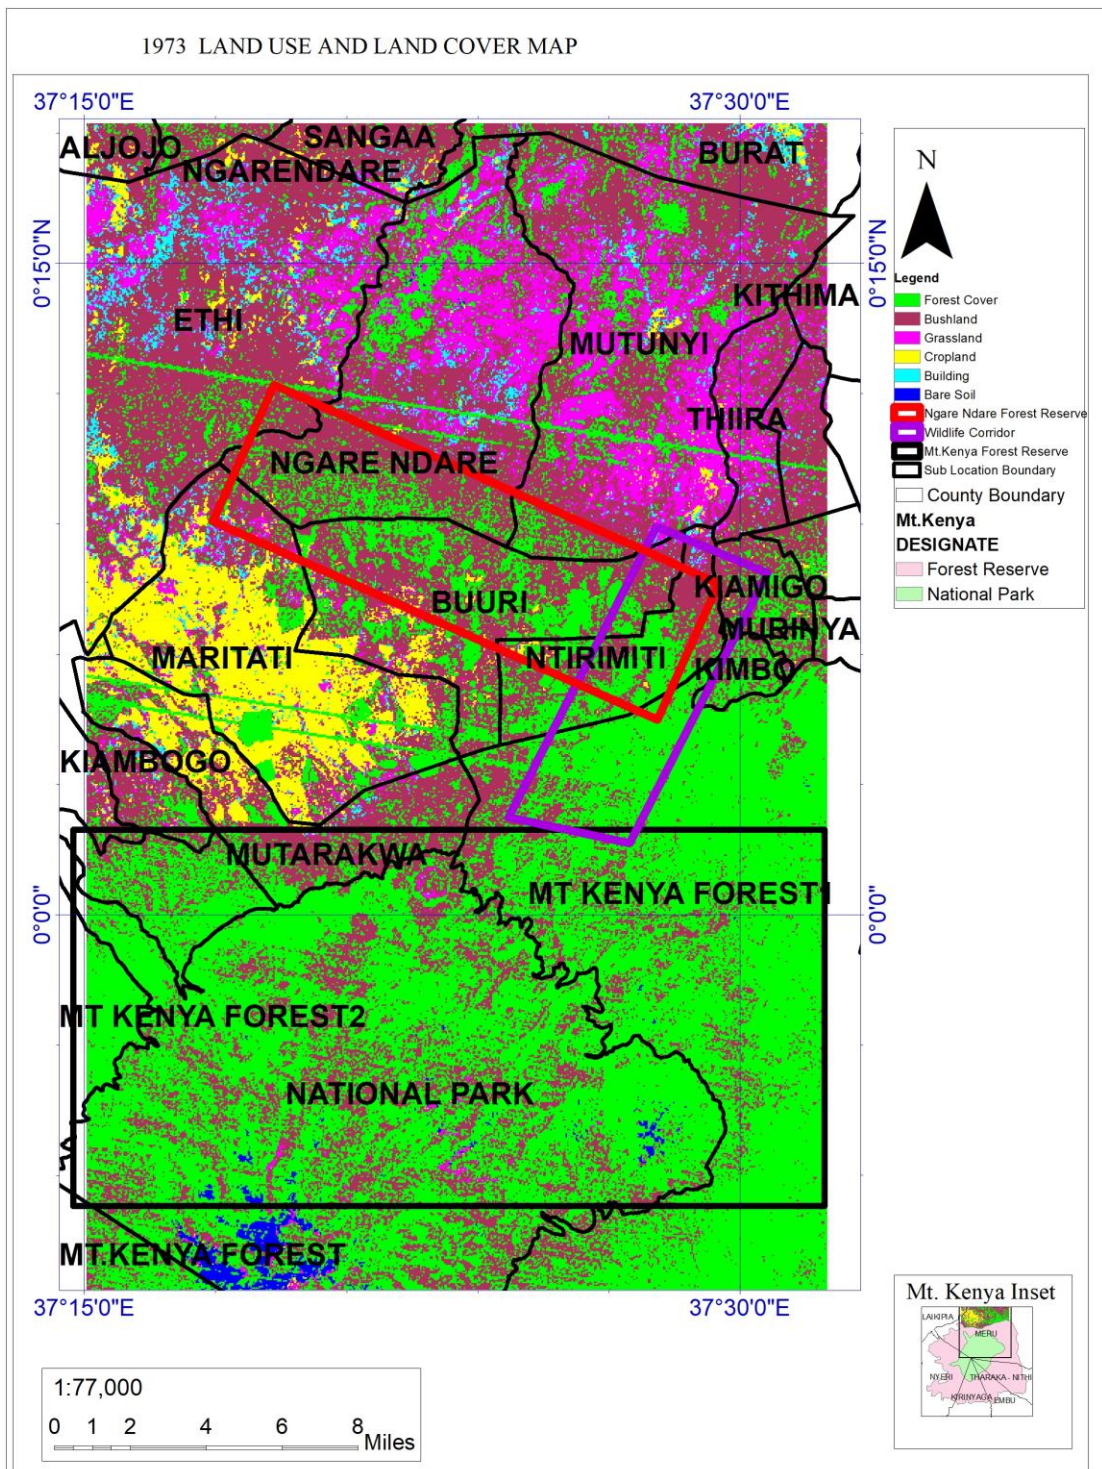 1973 LAND USE AND LAND COVER MAP
37°15'0"E 37°30'0"E
ALJOJO
SANGAA
NGARENDARE
BURAT
0°15'0"N
0°15'0"N
KITHIMA
ETHI
MUTUNYI
THIIRA
NGARE NDARE
KIAMIGO
BUURI
MURINYA
MARITATI
NTIRIMITI
KIMBO
KIAMBOGO
MUTARAKWA
MT KENYA FOREST1
0°0'0"
0°0'0"
MT KENYA FOREST2
NATIONAL PARK
MT.KENYA FOREST
37°15'0"E 37°30'0"E
N
Legend
Forest Cover
Bushland
Grassland
Cropland
Building
Bare Soil
Ngare Ndare Forest Reserve
Wildlife Corridor
Mt.Kenya Forest Reserve
Sub Location Boundary
County Boundary
Mt.Kenya
DESIGNATE
Forest Reserve
National Park
Mt. Kenya Inset
LAIKIPIA
MERU
NYERI
THARAKA - NITHI
KIRINYAGA
EMBU
1:77,000
0 1 2 4 6 8
Miles